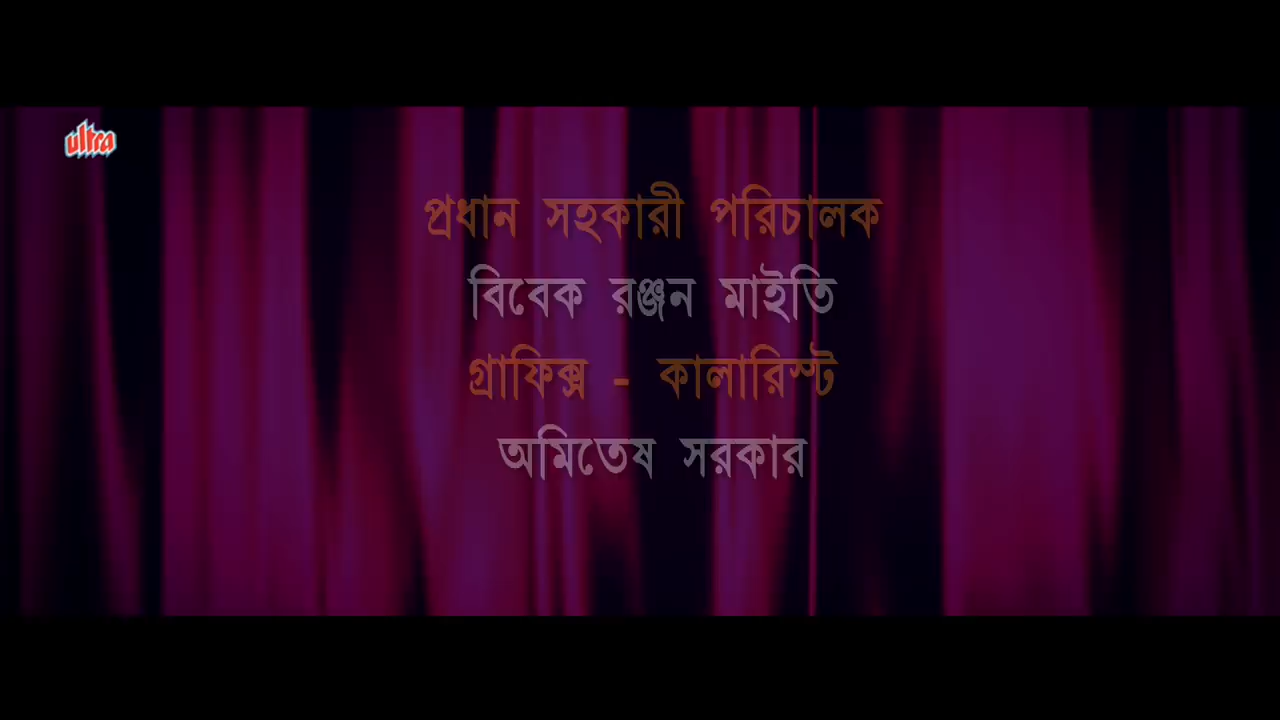 ultra
প্রধান সহকারী পরিচালক
বিবেক রঞ্জন মাইতি
গ্রাফিক্স - কালারিস্ট
অমিতেষ সরকার